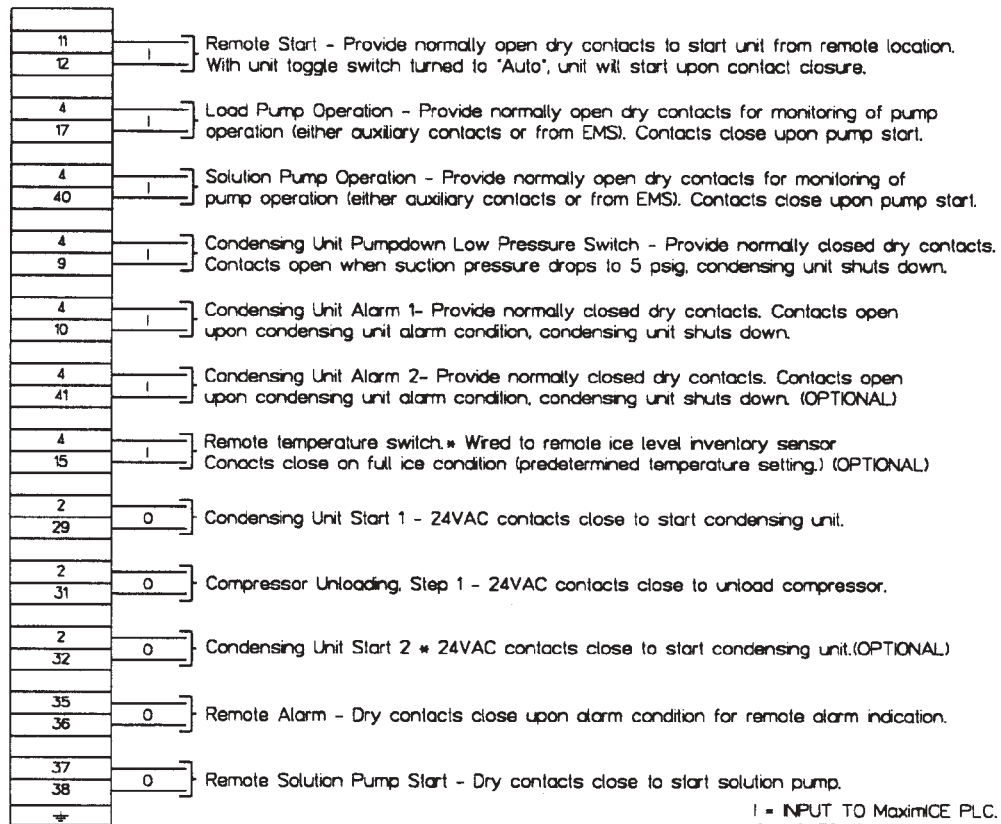 11
12
I
Remote Start - Provide normally open dry contacts to start unit from remote location.
With unit toggle switch turned to "Auto", unit will start upon contact closure.
4
17
I
Load Pump Operation - Provide normally open dry contacts for monitoring of pump
operation (either auxiliary contacts or from EMS). Contacts close upon pump start.
4
40
I
Solution Pump Operation - Provide normally open dry contacts for monitoring of
pump operation (either auxiliary contacts or from EMS). Contacts close upon pump start.
4
9
I
Condensing Unit Pumpdown Low Pressure Switch - Provide normally closed dry contacts.
Contacts open when suction pressure drops to 5 psig, condensing unit shuts down.
4
10
I
Condensing Unit Alarm 1- Provide normally closed dry contacts. Contacts open
upon condensing unit alarm condition, condensing unit shuts down.
4
41
I
Condensing Unit Alarm 2- Provide normally closed dry contacts. Contacts open
upon condensing unit alarm condition, condensing unit shuts down. (OPTIONAL)
4
15
I
Remote temperature switch.* Wired to remote ice level inventory sensor
Conacts close on full ice condition (predetermined temperature setting.) (OPTIONAL)
2
29
O
Condensing Unit Start 1 - 24VAC contacts close to start condensing unit.
2
31
O
Compressor Unloading, Step 1 - 24VAC contacts close to unload compressor.
2
32
O
Condensing Unit Start 2 * 24VAC contacts close to start condensing unit.(OPTIONAL)
35
36
O
Remote Alarm - Dry contacts close upon alarm condition for remote alarm indication.
37
38
O
Remote Solution Pump Start - Dry contacts close to start solution pump.
I = INPUT TO MaximICE PLC.